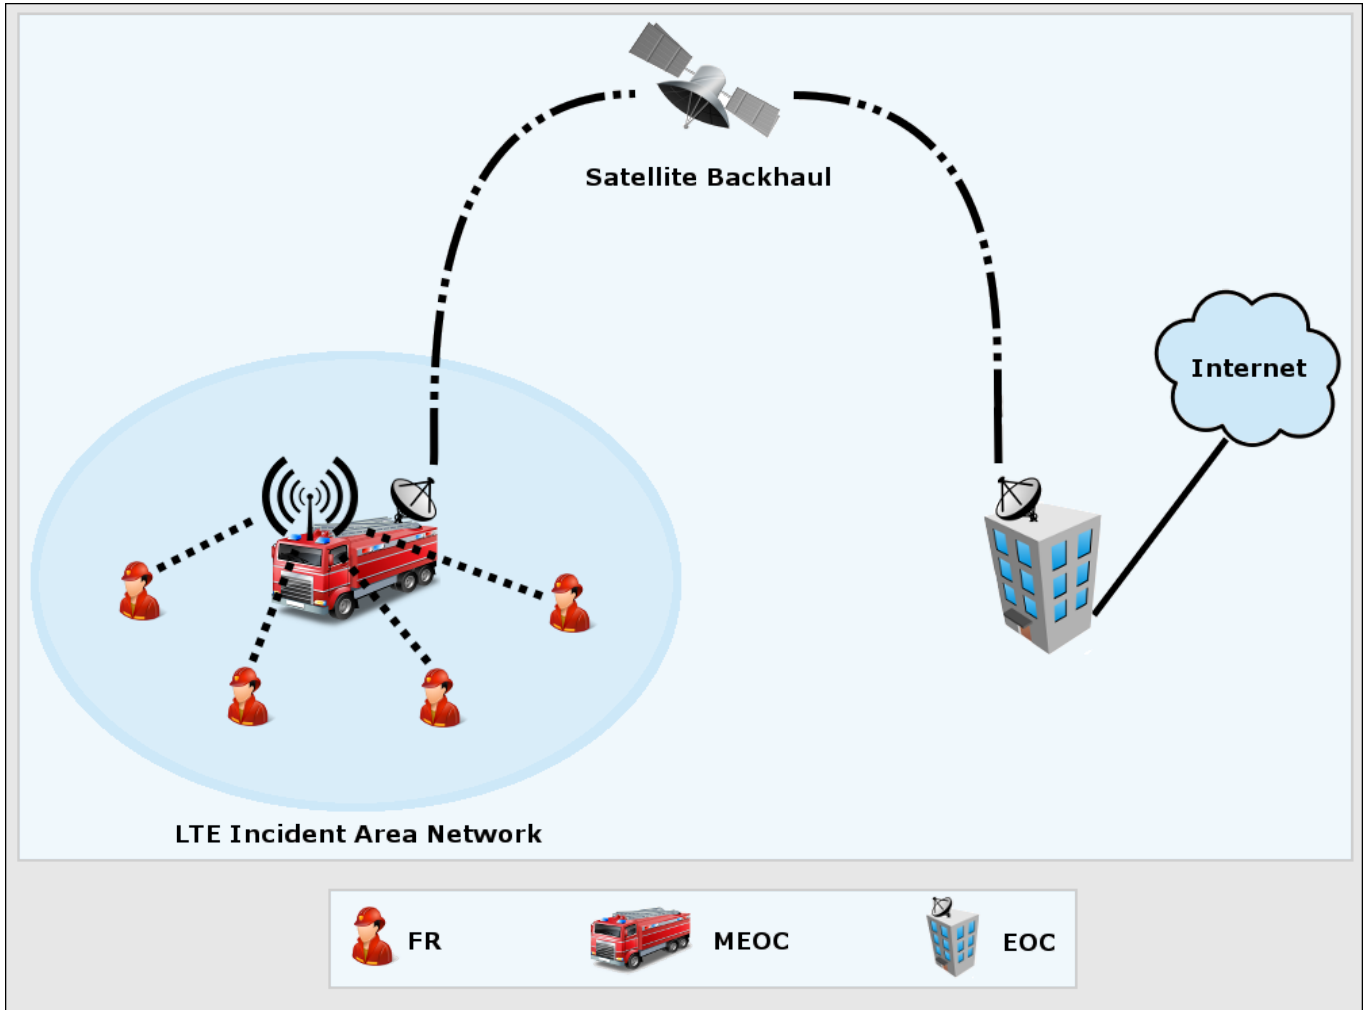 Satellite Backhaul
Internet
LTE Incident Area Network
FR
MEOC
EOC